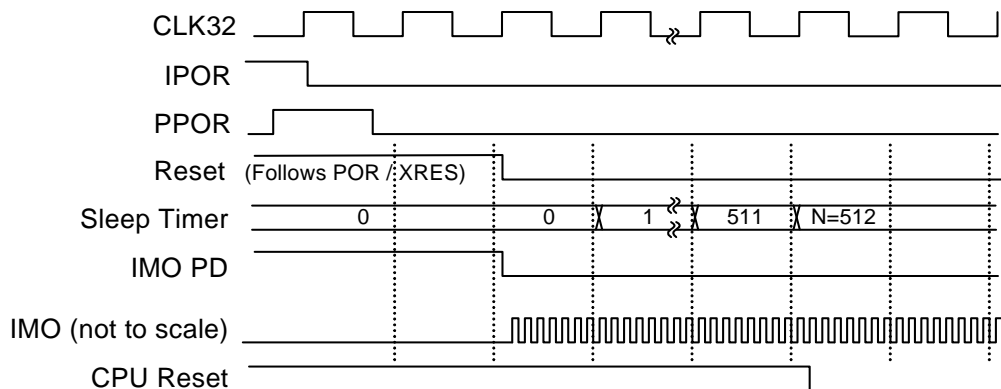 CLK32
IPOR
PPOR
Reset (Follows POR / XRES)
Sleep Timer 0 0 1 511 N=512
IMO PD
IMO (not to scale)
CPU Reset